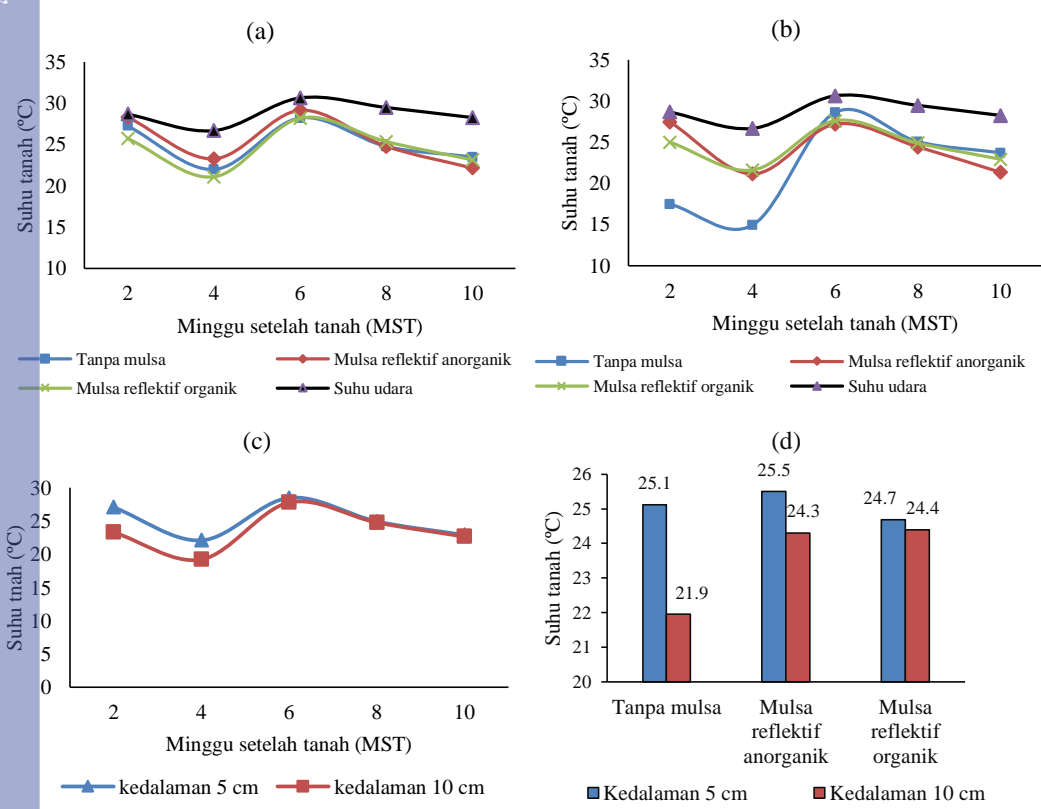 (a)
35
30
25
20
15
10
Suhu tanah (ºC)
2 4 6 8 10
Minggu setelah tanah (MST)
Tanpa mulsa
Mulsa reflektif anorganik
Mulsa reflektif organik
Suhu udara
(b)
35
30
25
20
15
10
Suhu tanah (ºC)
2 4 6 8 10
Minggu setelah tanah (MST)
Tanpa mulsa
Mulsa reflektif anorganik
Mulsa reflektif organik
Suhu udara
(c)
30
25
20
15
10
5
0
Suhu tnah (ºC)
2 4 6 8 10
Minggu setelah tanah (MST)
kedalaman 5 cm
kedalaman 10 cm
(d)
26
25
24
23
22
21
20
Suhu tanah (ºC)
25.1
21.9
25.5
24.3
24.7
24.4
Tanpa mulsa
Mulsa
reflektif
anorganik
Mulsa
reflektif
organik
Kedalaman 5 cm
Kedalaman 10 cm